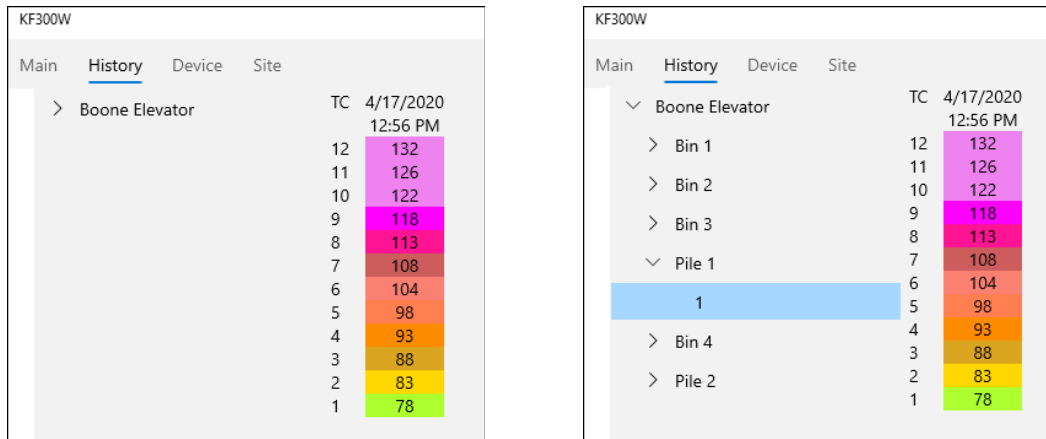 KF300W
Main History Device Site
Boone Elevator
TC 4/17/2020
12:56 PM
12 132
11 126
10 122
9 118
8 113
7 108
6 104
5 98
4 93
3 88
2 83
1 78
KF300W
Main History Device Site
Boone Elevator
Bin 1
Bin 2
Bin 3
Pile 1
1
Bin 4
Pile 2
TC 4/17/2020
12:56 PM
12 132
11 126
10 122
9 118
8 113
7 108
6 104
5 98
4 93
3 88
2 83
1 78